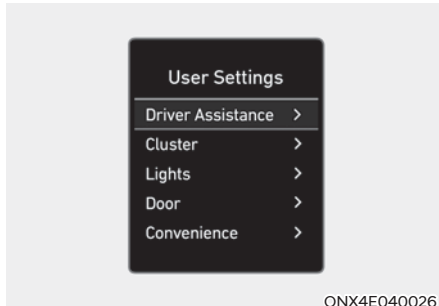 User Settings
Driver Assistance >
Cluster >
Lights >
Door >
Convenience >
ONX4E040026